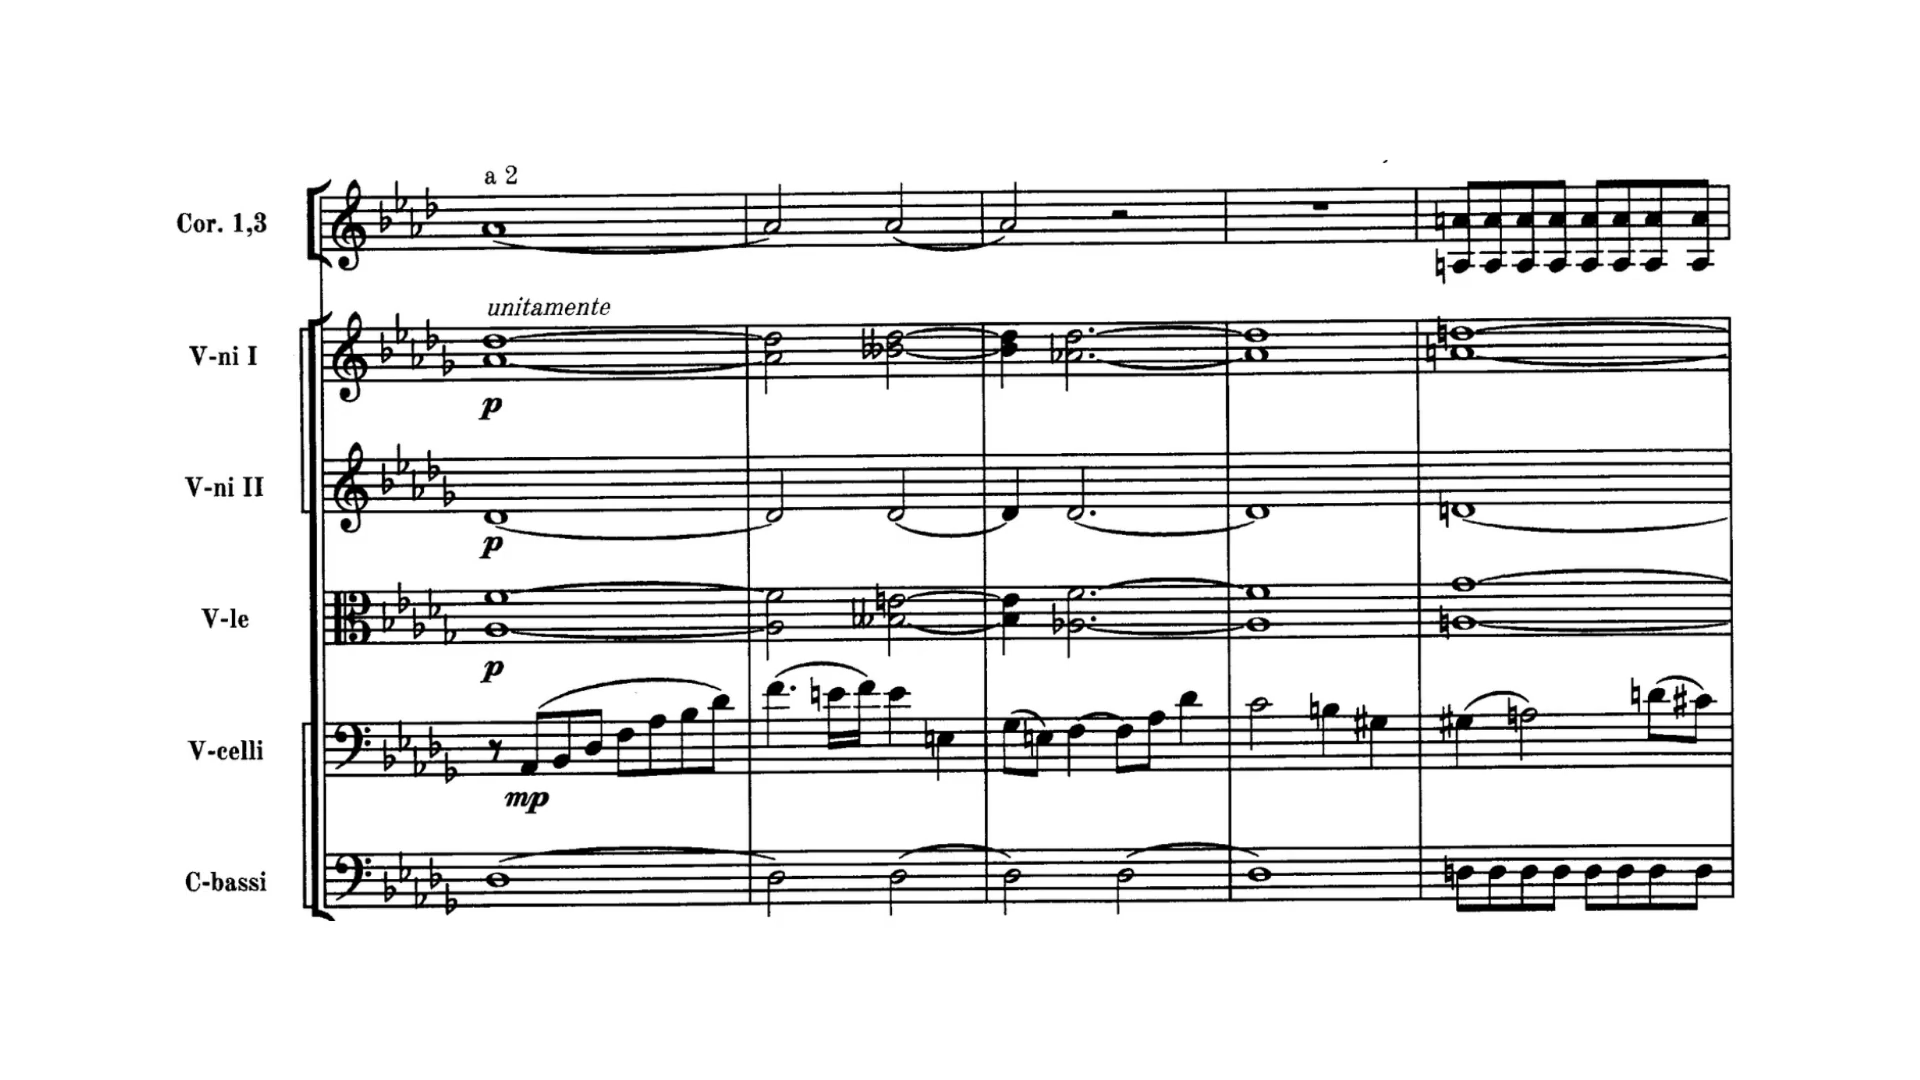 a 2
Cor. 1,3
unitamente
V-ni I
p
V-ni II
p
V-le
p
V-celli
mp
C-bassi